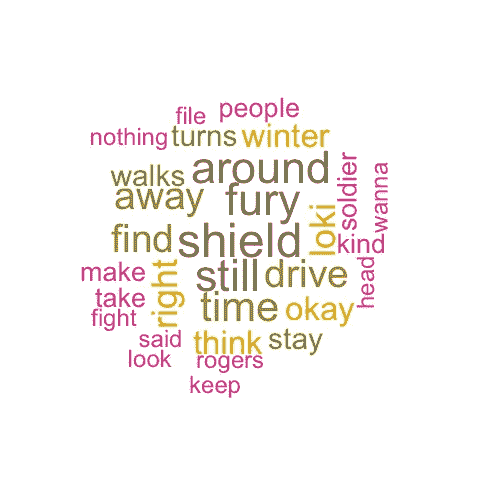 file people
nothing turns winter
walks around
away fury soldier wanna
find shield loki kind
make still drive head
take right time okay
fight
said think stay
look rogers
keep